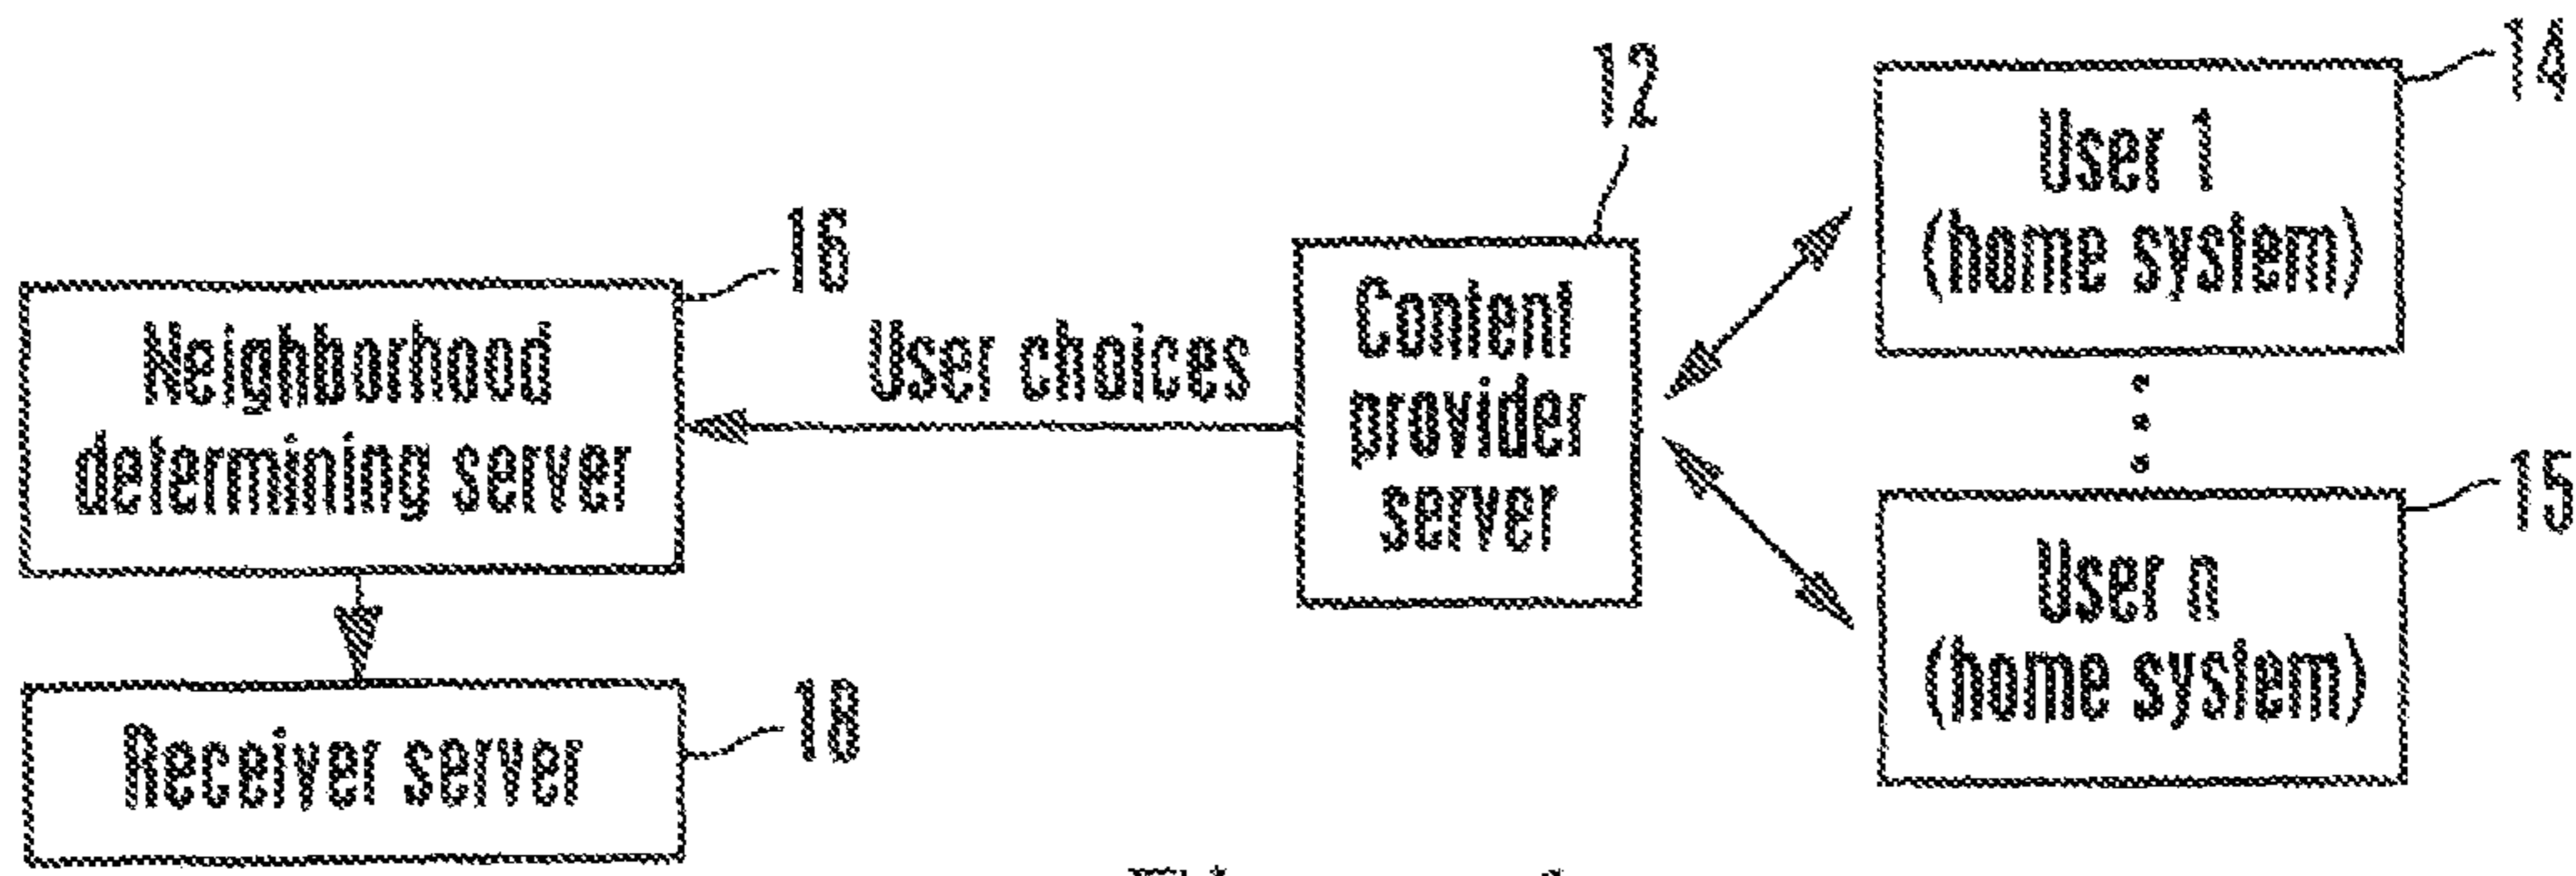 16
Neighborhood
determining server
User choices
12
Content
provider
server
14
User 1
(home system)
15
User n
(home system)
18
Receiver server